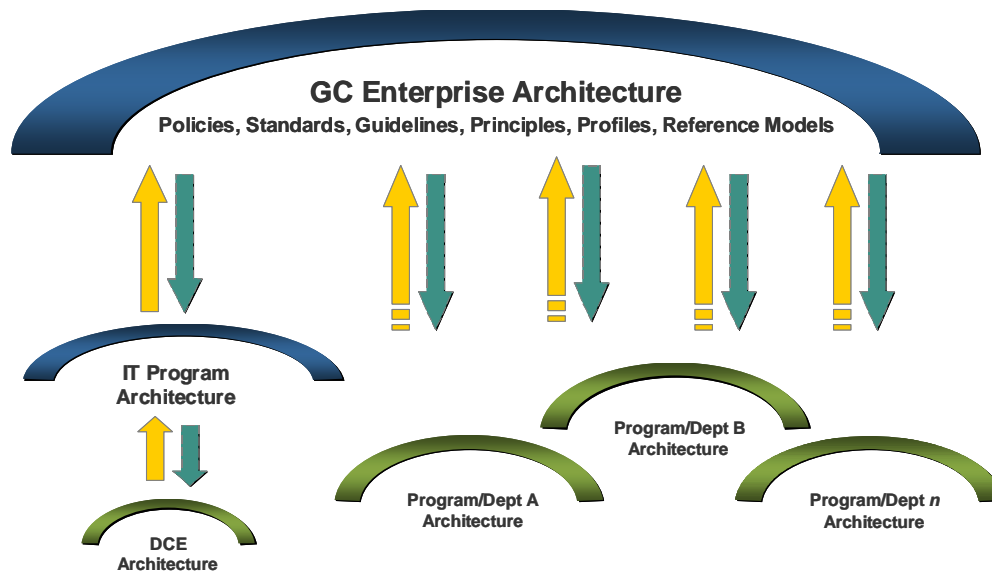 GC Enterprise Architecture
Policies, Standards, Guidelines, Principles, Profiles, Reference Models
IT Program
Architecture
Program/Dept B
Architecture
Program/Dept A
Architecture
Program/Dept n
Architecture
DCE
Architecture